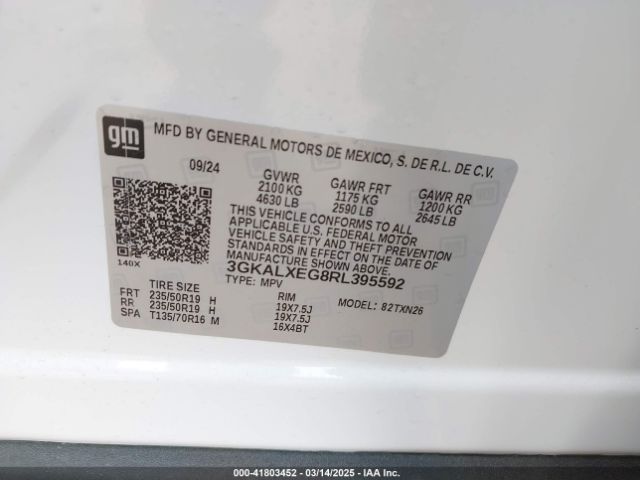 gm
MFD BY GENERAL MOTORS DE MEXICO, S. DE R.L. DE C.V.
09/24
GVWR GAWR FRT GAWR RR
2100 KG 1175 KG 1200 KG
4630 LB 2590 LB 2645 LB
THIS VEHICLE CONFORMS TO ALL
APPLICABLE U.S. FEDERAL MOTOR
VEHICLE SAFETY AND THEFT PREVENTION
STANDARDS IN EFFECT ON THE DATE OF
MANUFACTURE SHOWN ABOVE.
3GKALXEG8RL395592
140X
TYPE: MPV
TIRE SIZE RIM MODEL: 82TXN26
FRT 235/50R19 H 19X7.5J
RR 235/50R19 H 19X7.5J
SPA T135/70R16 M 16X4BT
000-41803452 - 03/14/2025 - IAA Inc.